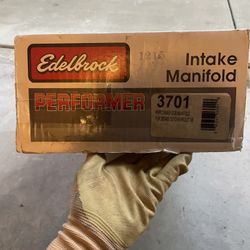 Edelbrock
Intake
Manifold
PERFORMER
3701